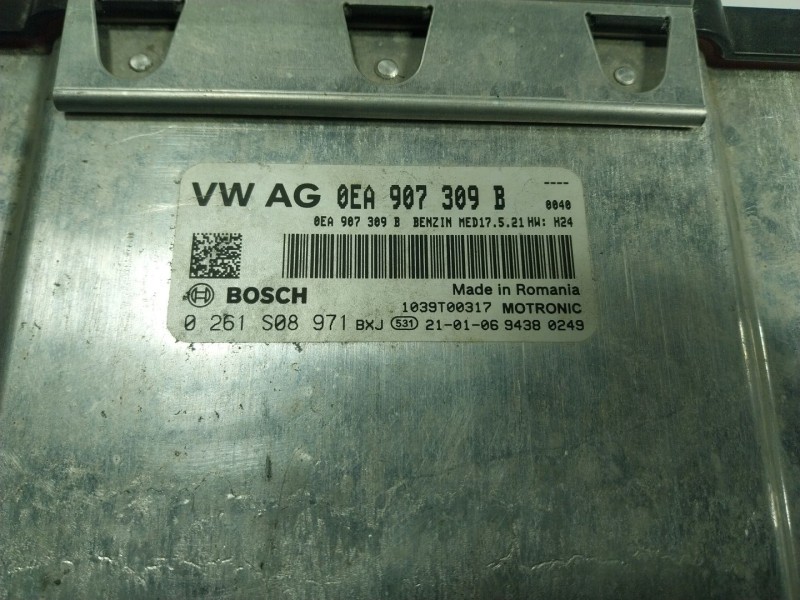 VW AG 0EA 907 309 B ----
0040
0EA 907 309 B BENZIN MED17.5.21 HW: H24
Made in Romania
BOSCH
1039T00317 MOTRONIC
0 261 S08 971 BXJ 531 21-01-06 9438 0249